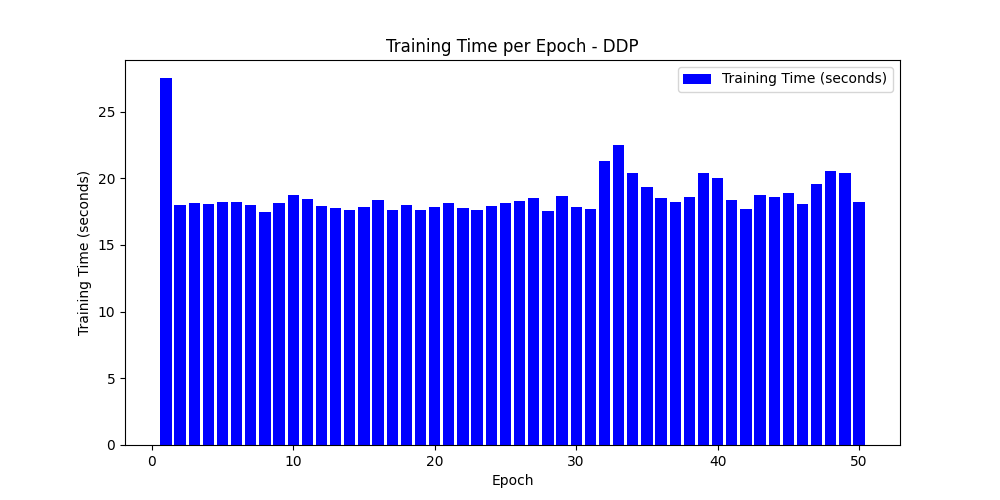 Training Time per Epoch - DDP
Training Time (seconds)
Training Time (seconds)
25
20
15
10
5
0
0 10 20 30 40 50
Epoch